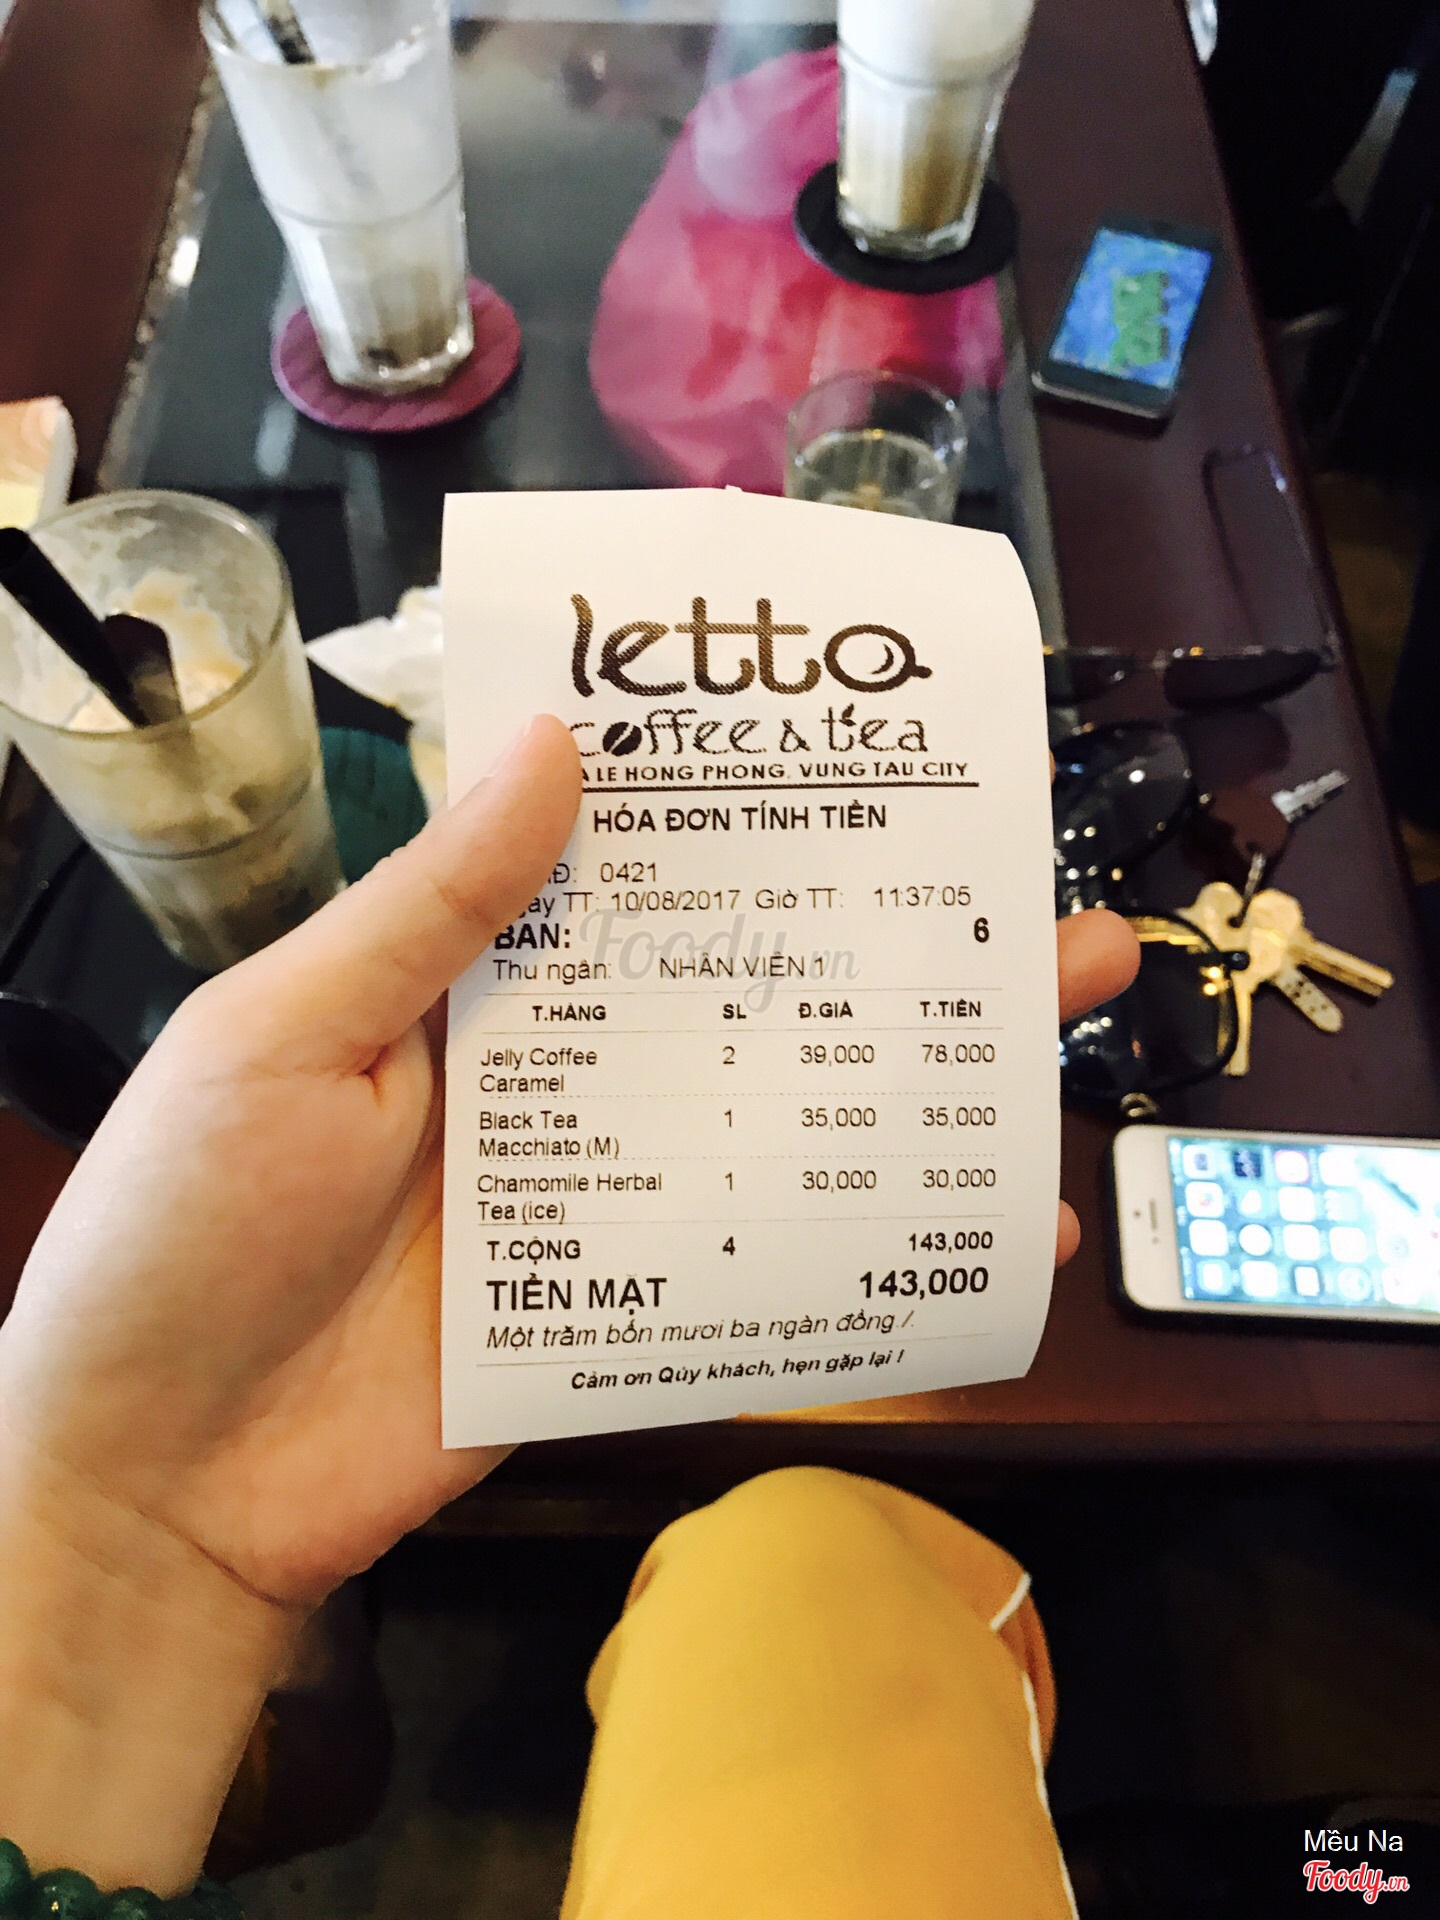 letta
coffee & tea
LE HONG PHONG, VUNG TAU CITY
HÓA ĐƠN TÍNH TIỀN
0421
TT: 10/08/2017 Giờ TT: 11:37:05
BÀN: 6
Thu ngân: NHÂN VIÊN 1
Foody.vn
T.HÀNG SL Đ.GIÁ T.TIỀN
Jelly Coffee 2 39,000 78,000
Caramel
Black Tea 1 35,000 35,000
Macchiato (M)
Chamomile Herbal 1 30,000 30,000
Tea (ice)
T.CỘNG 4 143,000
TIỀN MẶT 143,000
Một trăm bốn mươi ba ngàn đồng./.
Cảm ơn Qúy khách, hẹn gặp lại !
Mều Na
Foody.vn